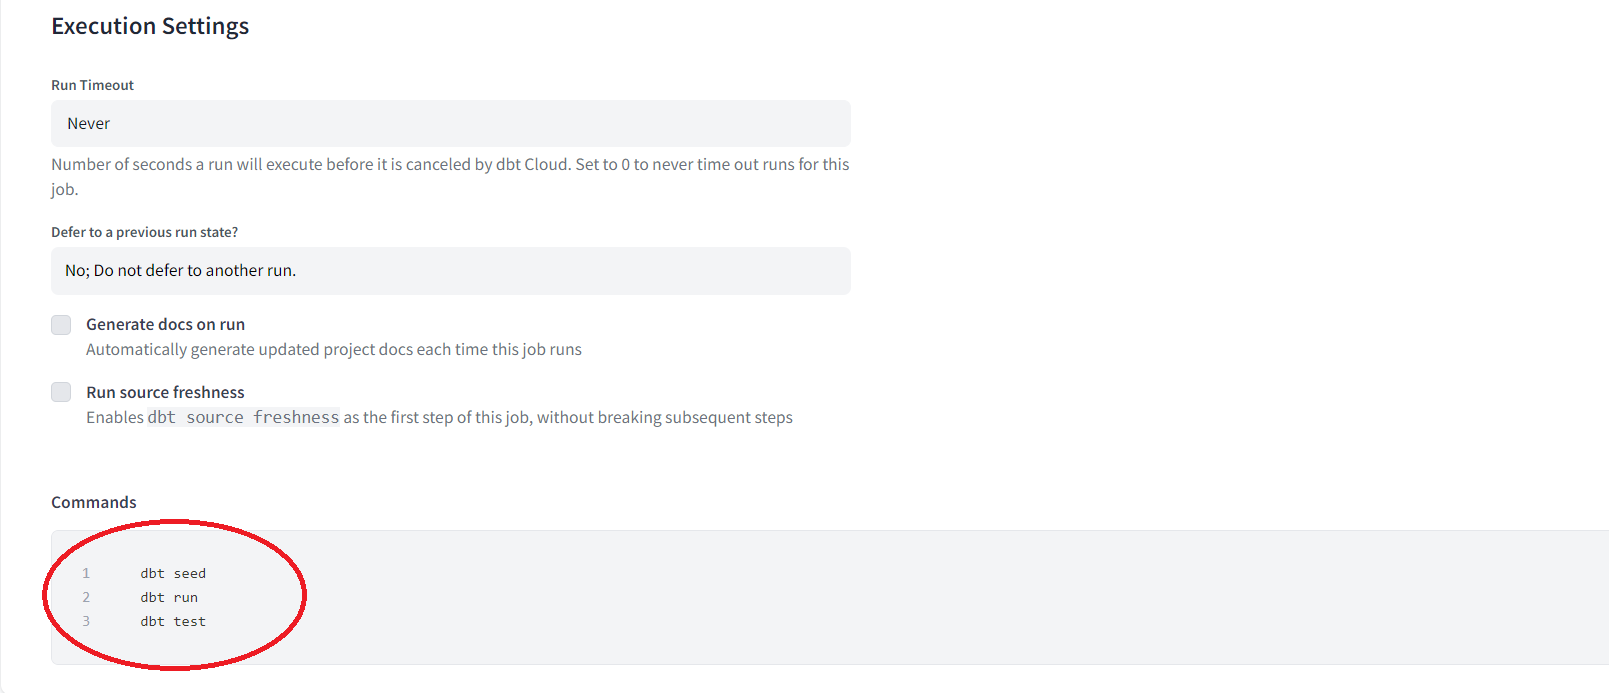 Execution Settings
Run Timeout
Never
Number of seconds a run will execute before it is canceled by dbt Cloud. Set to 0 to never time out runs for this
job.
Defer to a previous run state?
No; Do not defer to another run.
Generate docs on run
Automatically generate updated project docs each time this job runs
Run source freshness
Enables dbt source freshness as the first step of this job, without breaking subsequent steps
Commands
1 dbt seed
2 dbt run
3 dbt test